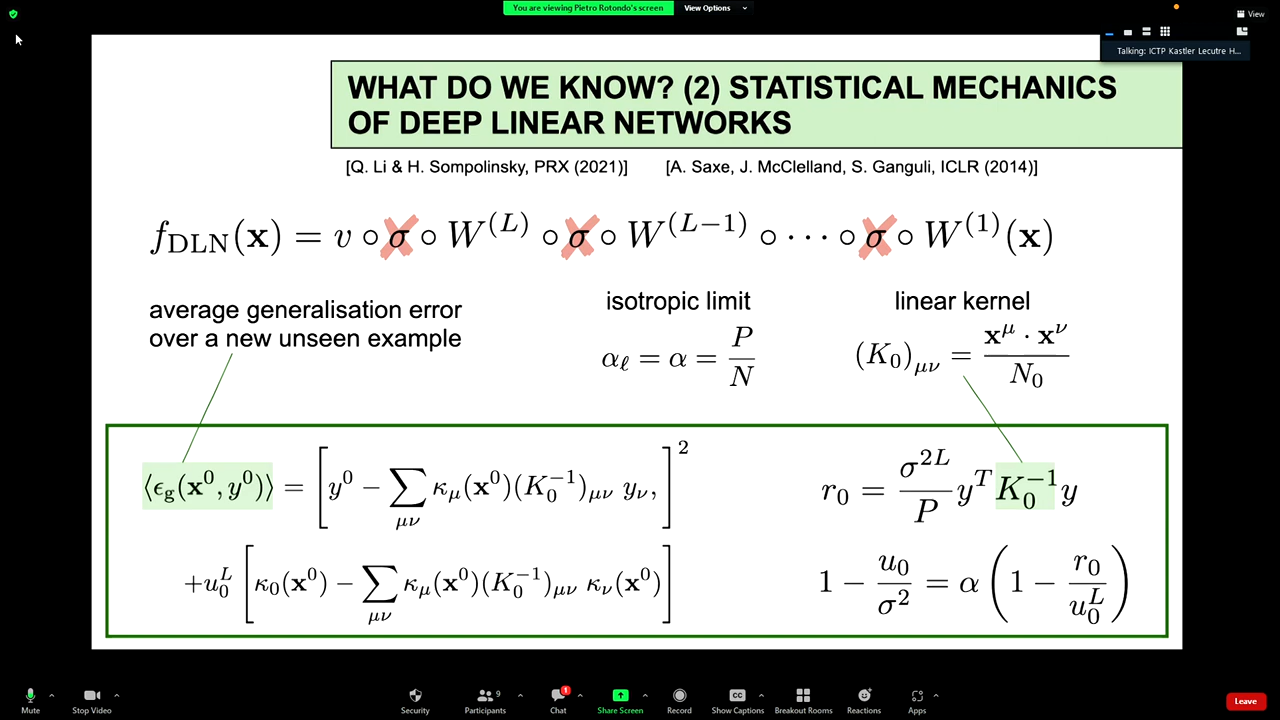 You are viewing Pietro Rotondo's screen
View Options
View
Talking: ICTP Kastler Lecutre H...
WHAT DO WE KNOW? (2) STATISTICAL MECHANICS
OF DEEP LINEAR NETWORKS
[Q. Li & H. Sompolinsky, PRX (2021)] [A. Saxe, J. McClelland, S. Ganguli, ICLR (2014)]
f_DLN(x) = v ∘ σ ∘ W^(L) ∘ σ ∘ W^(L−1) ∘ ··· ∘ σ ∘ W^(1)(x)
average generalisation error
over a new unseen example
isotropic limit
α_ℓ = α = P/N
linear kernel
(K_0)_μν = x^μ · x^ν / N_0
⟨ϵ_g(x^0, y^0)⟩ = [y^0 − ∑_μν κ_μ(x^0)(K_0^−1)_μν y_ν,]^2
+u_0^L [κ_0(x^0) − ∑_μν κ_μ(x^0)(K_0^−1)_μν κ_ν(x^0)]
r_0 = σ^2L/P y^T K_0^−1 y
1 − u_0/σ^2 = α (1 − r_0/u_0^L)
Mute
Stop Video
Security
Participants 9
Chat 1
Share Screen
Record
CC
Show Captions
Breakout Rooms
Reactions
Apps
Leave